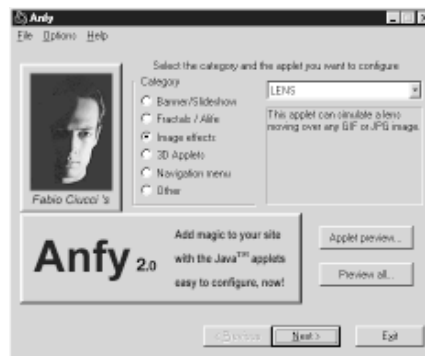 Anfy
File Options Help
Select the category and the applet you want to configure:
Category
Banner/Slideshow
Fractals / Alife
Image effects
3D Applets
Navigation menu
Other
LENS
This applet can simulate a lens
moving over any GIF or JPG image.
Fabio Ciucci 's
Anfy 2.0
Add magic to your site
with the Java™ applets
easy to configure, now!
Applet preview...
Preview all...
Next >
Exit